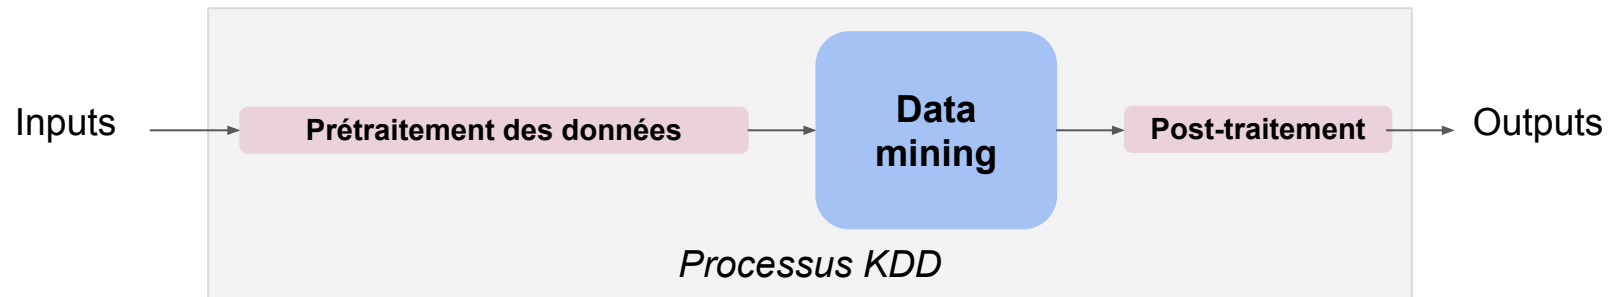 Inputs
Prétraitement des données
Data
mining
Post-traitement
Outputs
Processus KDD